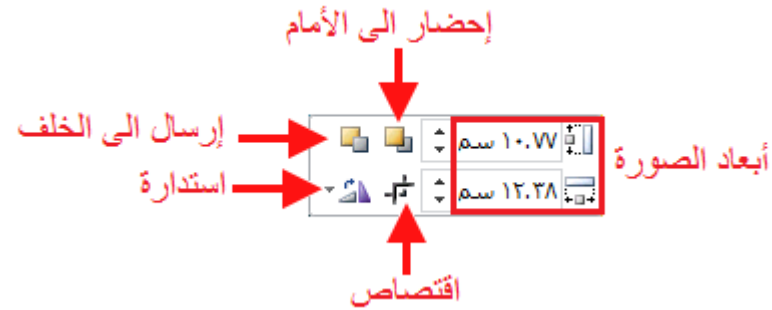 إحضار الى الأمام
إرسال الى الخلف
١٠.٧٧ سم
أبعاد الصورة
استدارة
١٢.٣٨ سم
اقتصاص